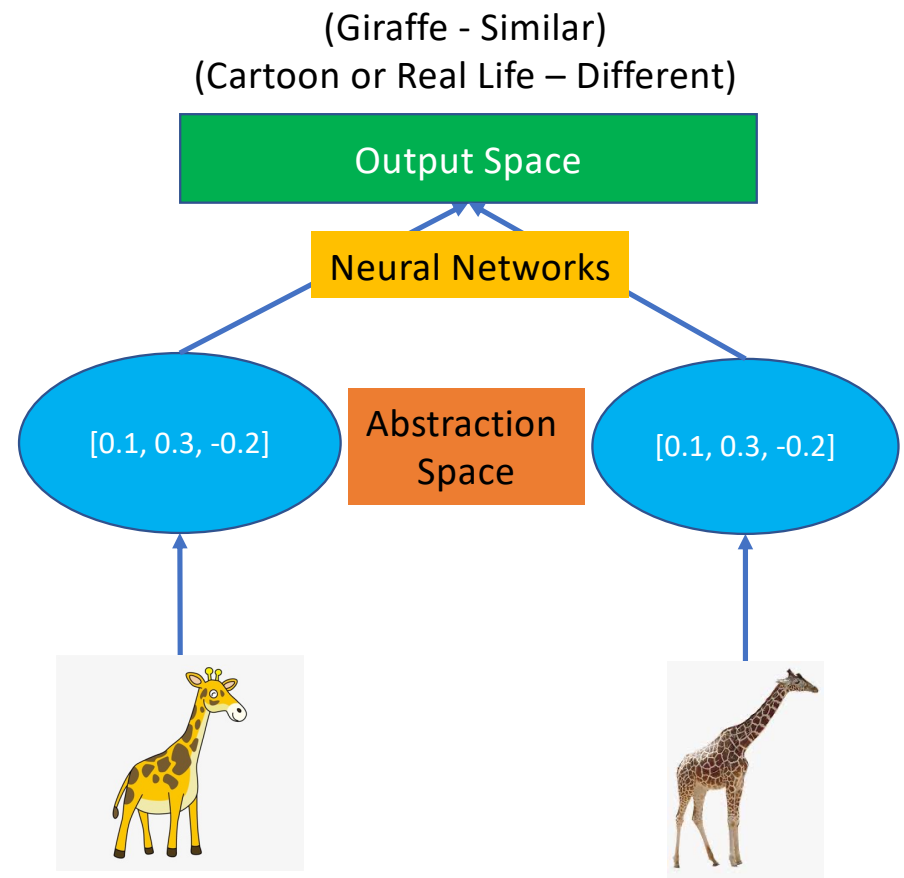 (Giraffe - Similar)
(Cartoon or Real Life – Different)
Output Space
Neural Networks
[0.1, 0.3, -0.2]
Abstraction
Space
[0.1, 0.3, -0.2]